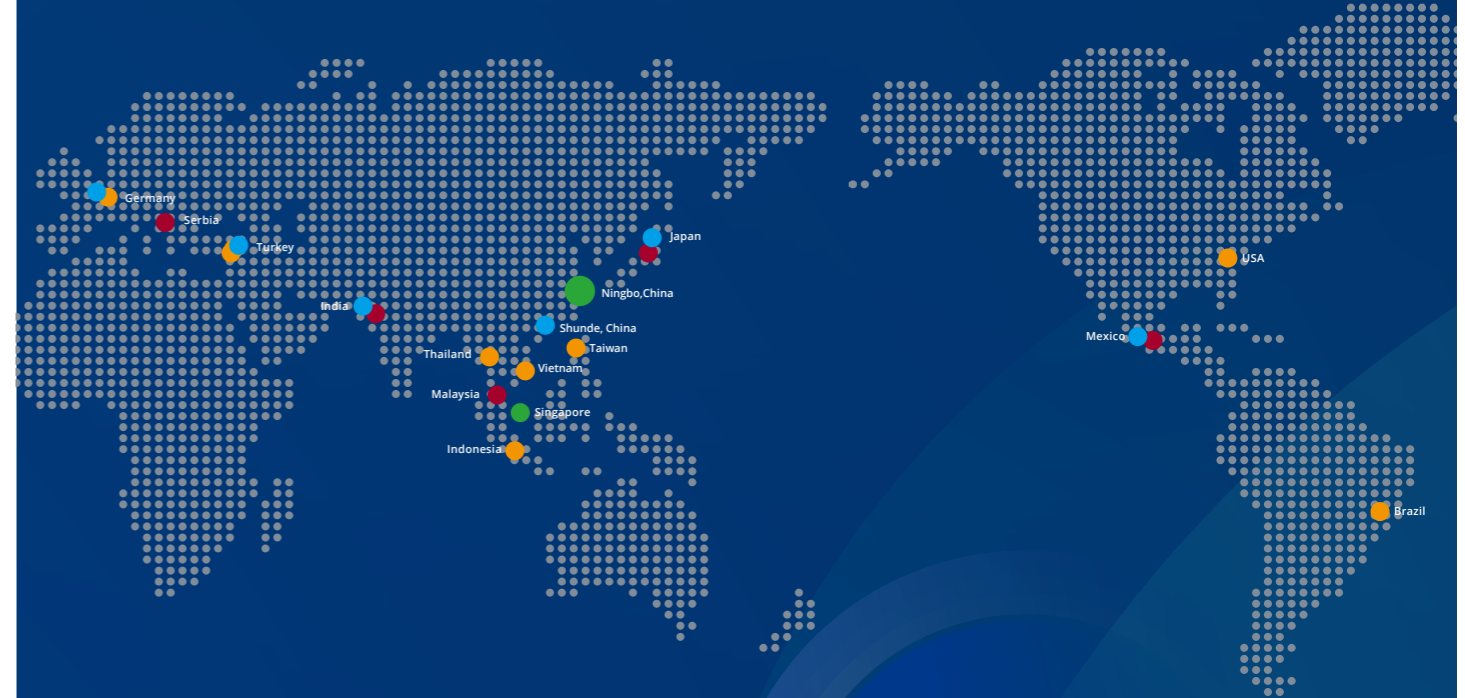 Germany
Serbia
Turkey
Japan
USA
Ningbo,China
India
Shunde, China
Mexico
Taiwan
Thailand
Vietnam
Malaysia
Singapore
Indonesia
Brazil